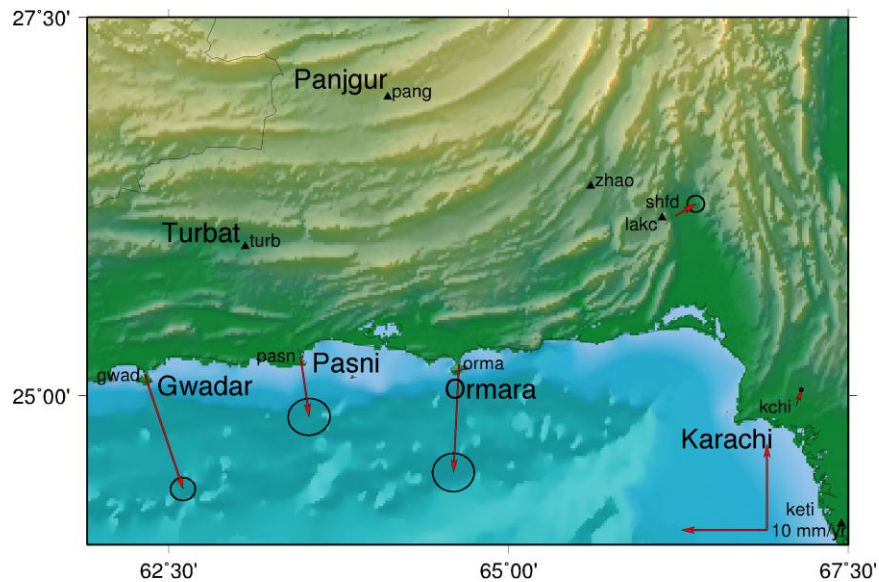 27˚30'
Panjgur
pang
zhao
shfd
lakc
Turbat
turb
gwad
Gwadar
pasn
Pasni
orma
Ormara
25˚00'
kchi
Karachi
keti
10 mm/yr
62˚30'
65˚00'
67˚30'